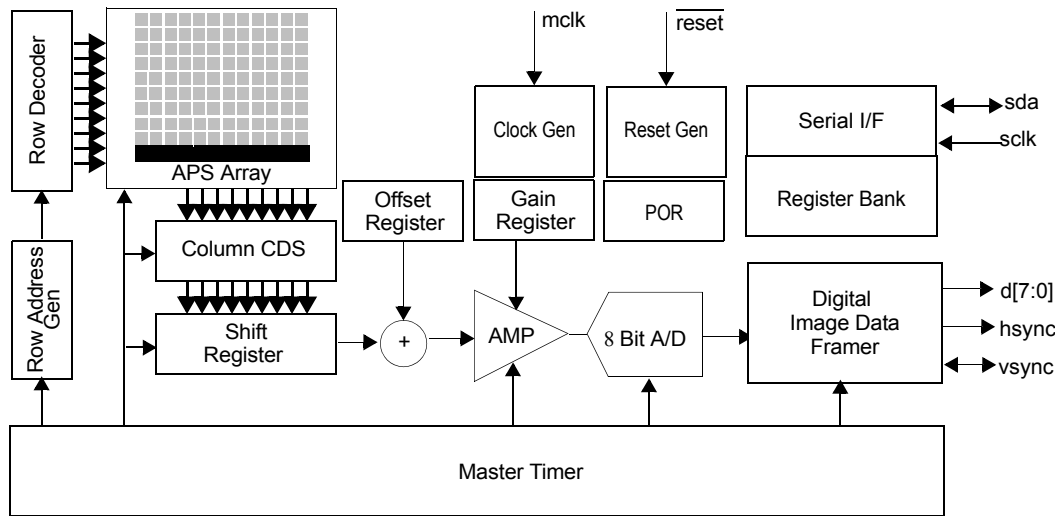 mclk
reset
Row Decoder
APS Array
Clock Gen
Reset Gen
Serial I/F
sda
sclk
Offset
Register
Gain
Register
POR
Register Bank
Row Address
Gen
Column CDS
Shift
Register
+
AMP
8 Bit A/D
Digital
Image Data
Framer
d[7:0]
hsync
vsync
Master Timer